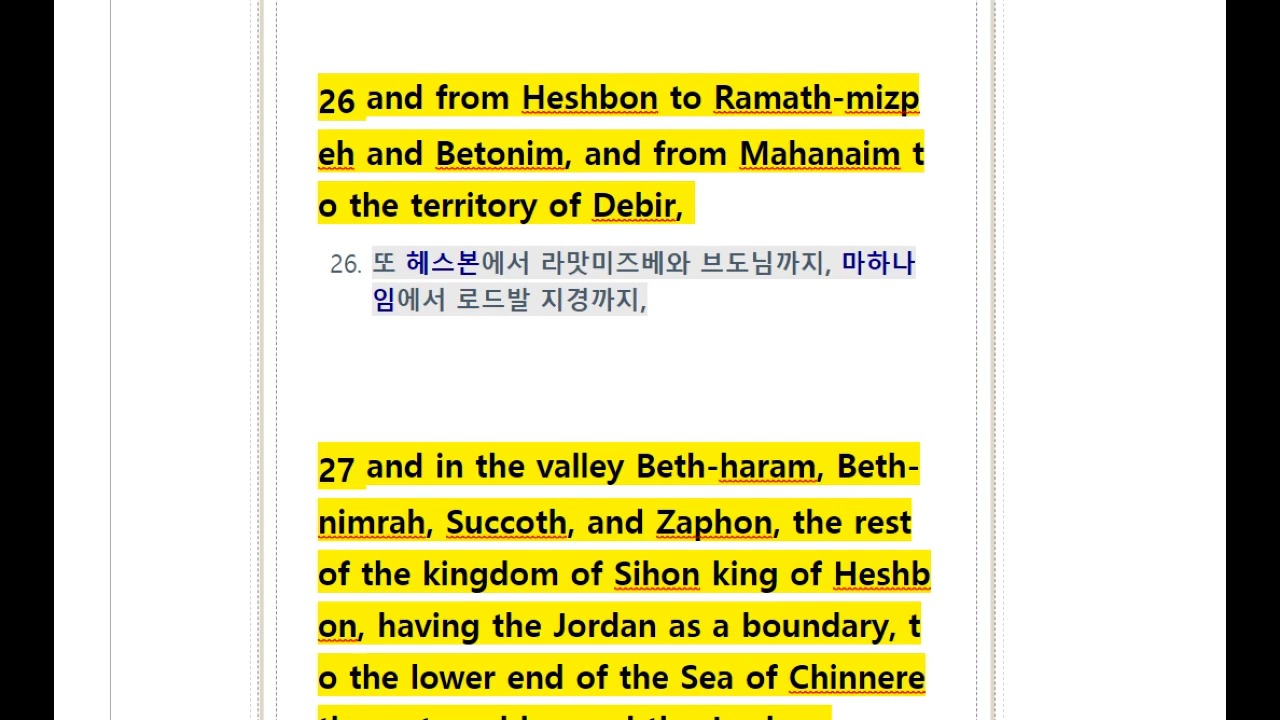 26 and from Heshbon to Ramath-mizp
eh and Betonim, and from Mahanaim t
o the territory of Debir,
26. 또 헤스본에서 라맛미즈베와 브도님까지, 마하나
임에서 로드발 지경까지,
27 and in the valley Beth-haram, Beth-
nimrah, Succoth, and Zaphon, the rest
of the kingdom of Sihon king of Heshb
on, having the Jordan as a boundary, t
o the lower end of the Sea of Chinnere